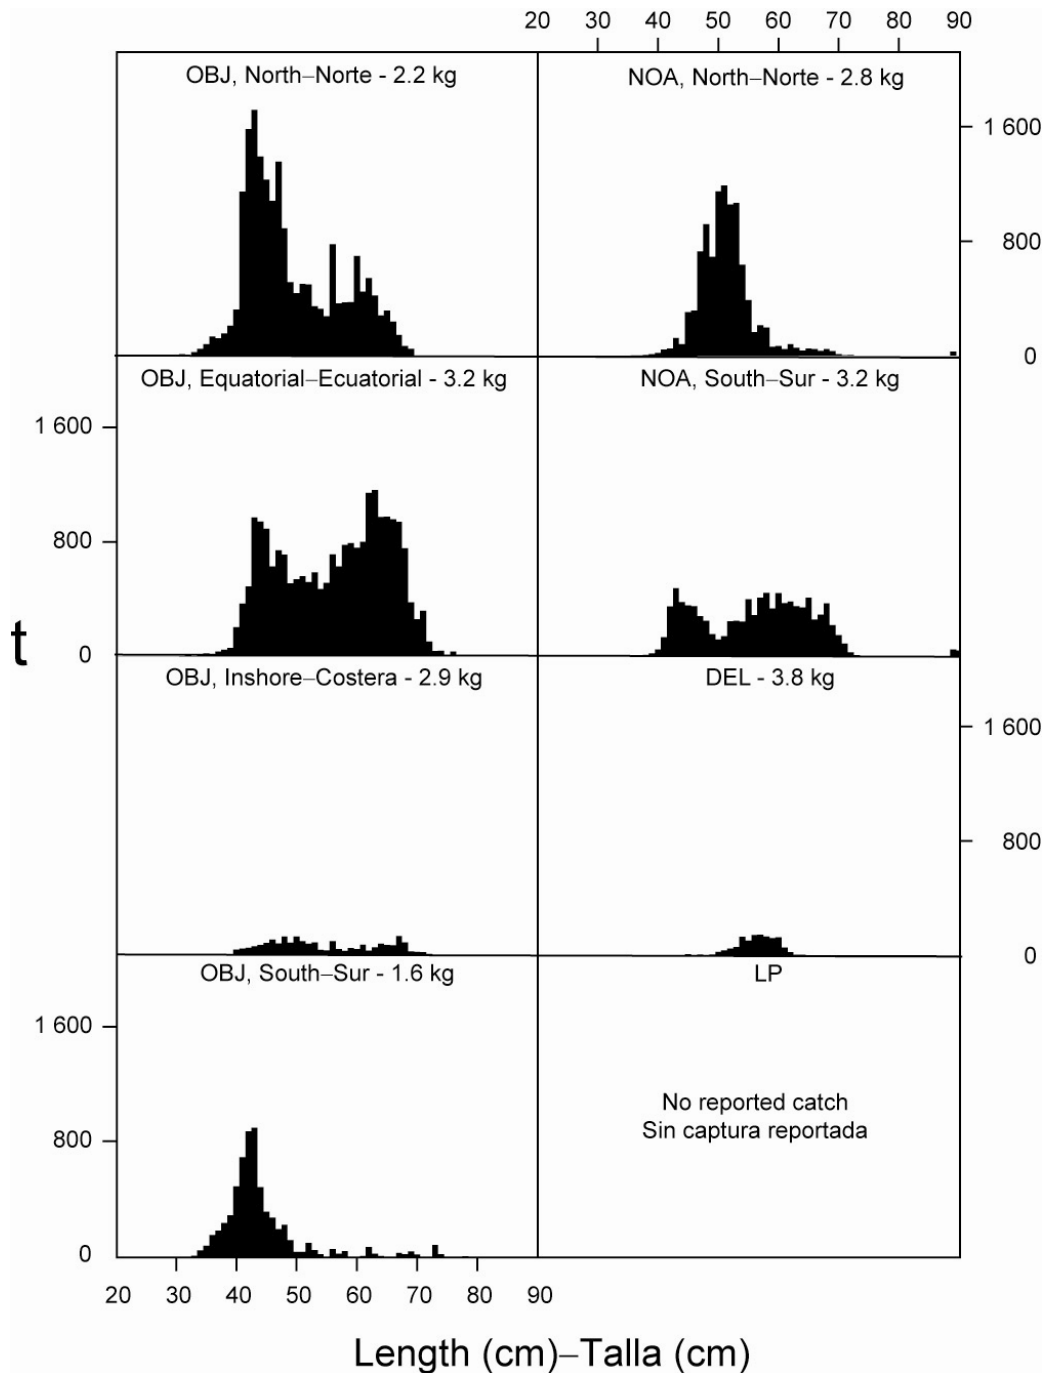 20 30 40 50 60 70 80 90
OBJ, North–Norte - 2.2 kg
NOA, North–Norte - 2.8 kg
1 600
800
0
OBJ, Equatorial–Ecuatorial - 3.2 kg
NOA, South–Sur - 3.2 kg
1 600
800
0
t
OBJ, Inshore–Costera - 2.9 kg
DEL - 3.8 kg
1 600
800
0
OBJ, South–Sur - 1.6 kg
LP
1 600
No reported catch
Sin captura reportada
800
0
20 30 40 50 60 70 80 90
Length (cm)–Talla (cm)